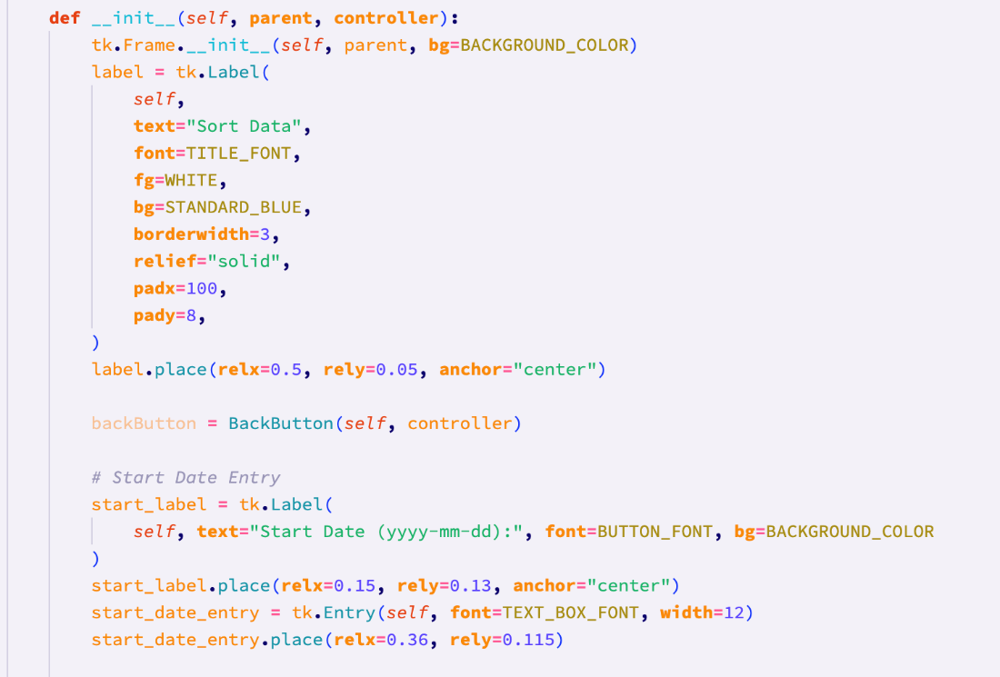 def __init__(self, parent, controller):
    tk.Frame.__init__(self, parent, bg=BACKGROUND_COLOR)
    label = tk.Label(
        self,
        text="Sort Data",
        font=TITLE_FONT,
        fg=WHITE,
        bg=STANDARD_BLUE,
        borderwidth=3,
        relief="solid",
        padx=100,
        pady=8,
    )
    label.place(relx=0.5, rely=0.05, anchor="center")

    backButton = BackButton(self, controller)

    # Start Date Entry
    start_label = tk.Label(
        self, text="Start Date (yyyy-mm-dd):", font=BUTTON_FONT, bg=BACKGROUND_COLOR
    )
    start_label.place(relx=0.15, rely=0.13, anchor="center")
    start_date_entry = tk.Entry(self, font=TEXT_BOX_FONT, width=12)
    start_date_entry.place(relx=0.36, rely=0.115)